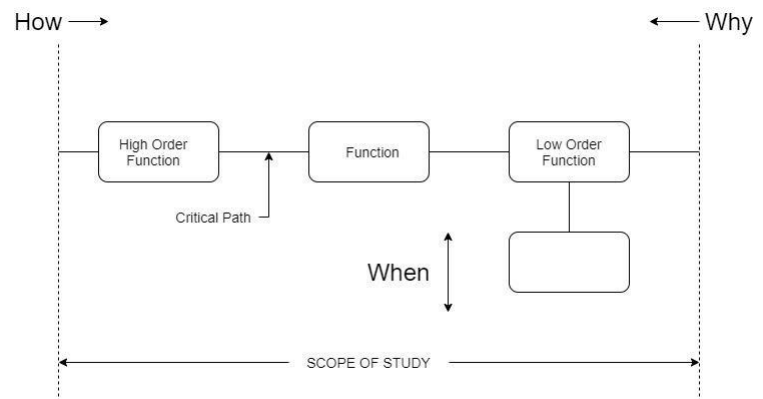 How
Why
High Order
Function
Function
Low Order
Function
Critical Path
When
SCOPE OF STUDY